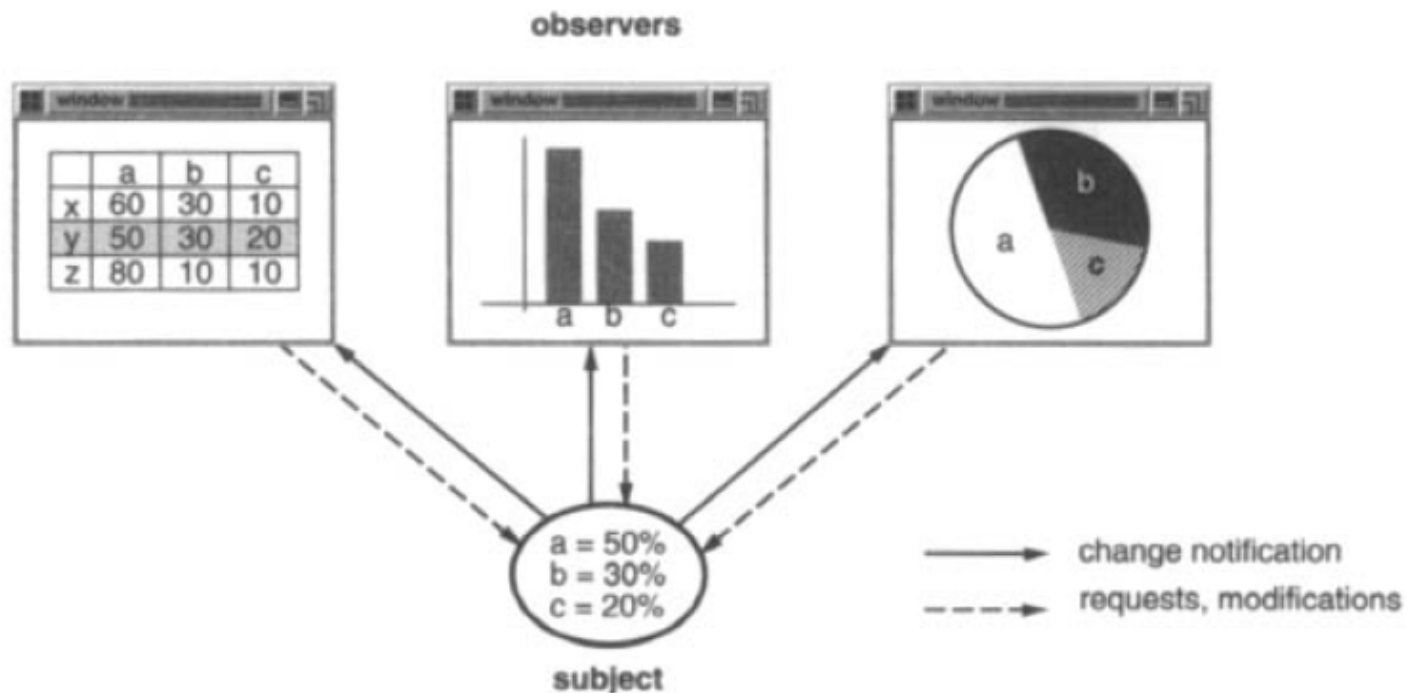 observers
window
window
window
a b c
x 60 30 10
y 50 30 20
z 80 10 10
a b c
b
a
c
a = 50%
b = 30%
c = 20%
change notification
requests, modifications
subject